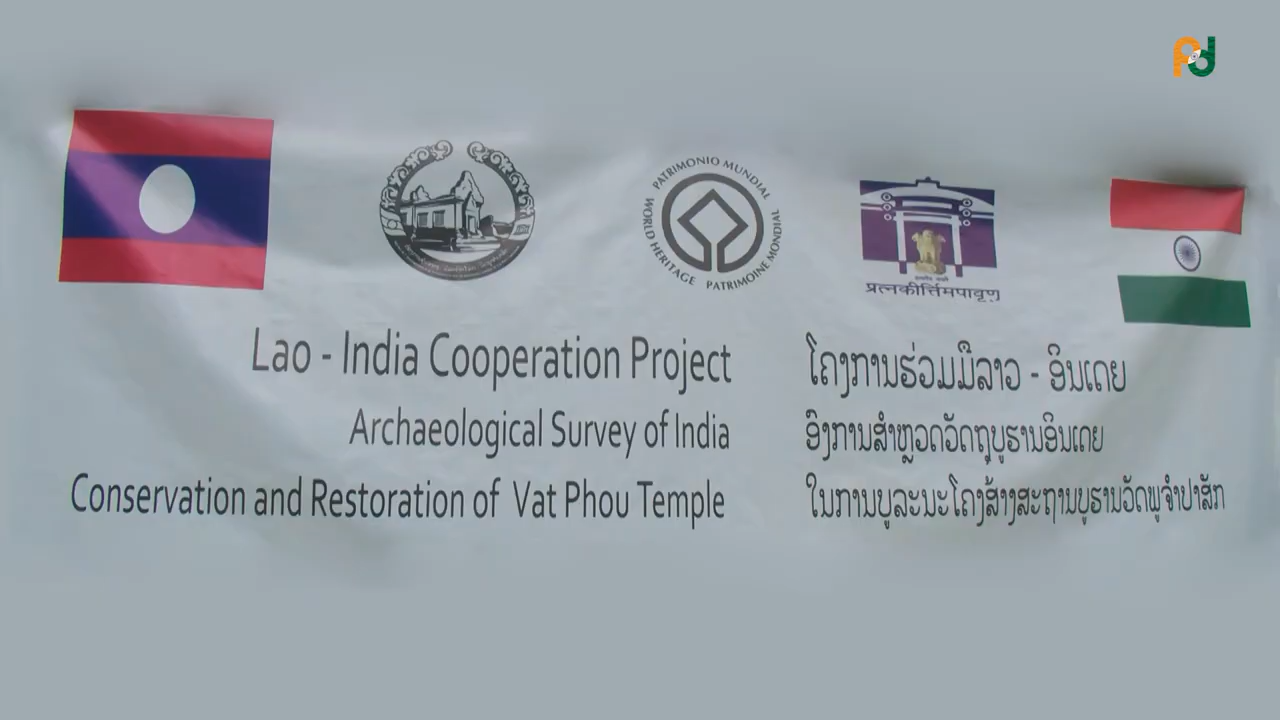 PATRIMONIO MUNDIAL
WORLD HERITAGE
PATRIMOINE MONDIAL
प्रत्नकीर्त्तिमपावृणु
Lao - India Cooperation Project
Archaeological Survey of India
Conservation and Restoration of Vat Phou Temple
ໂຄງການຮ່ວມມືລາວ - ອິນເດຍ
ອົງການສຳຫຼວດວັດຖຸບູຮານອິນເດຍ
ໃນການບູລະນະໂຄງສ້າງສະຖານບູຮານວັດພູຈຳປາສັກ
pd